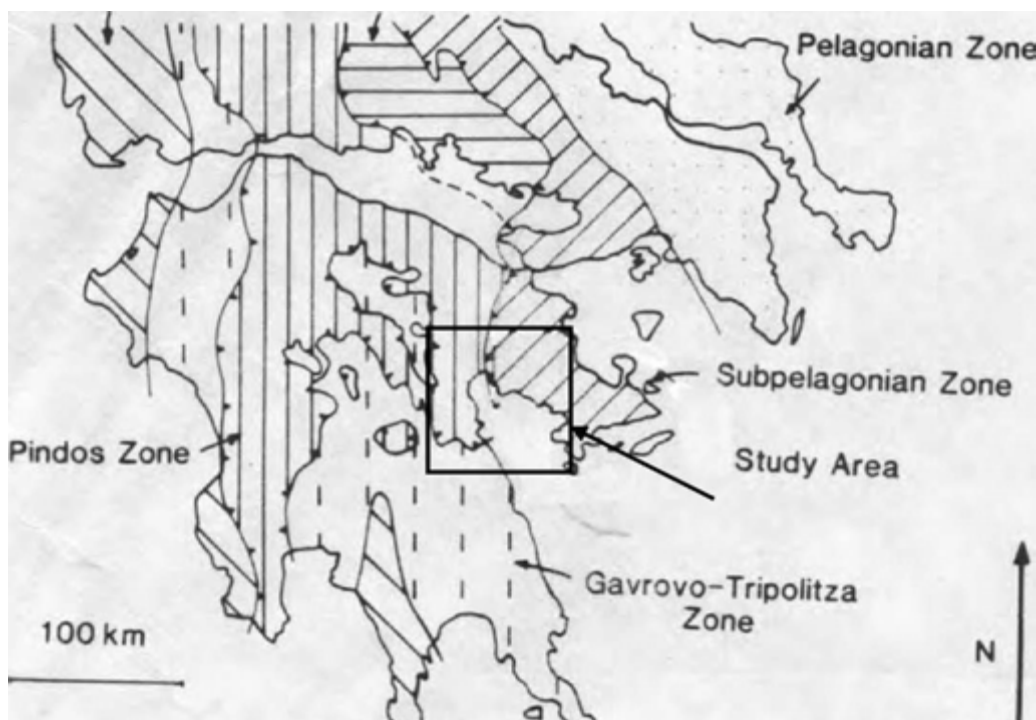 Pelagonian Zone
Subpelagonian Zone
Pindos Zone
Study Area
Gavrovo-Tripolitza
Zone
100 km
N